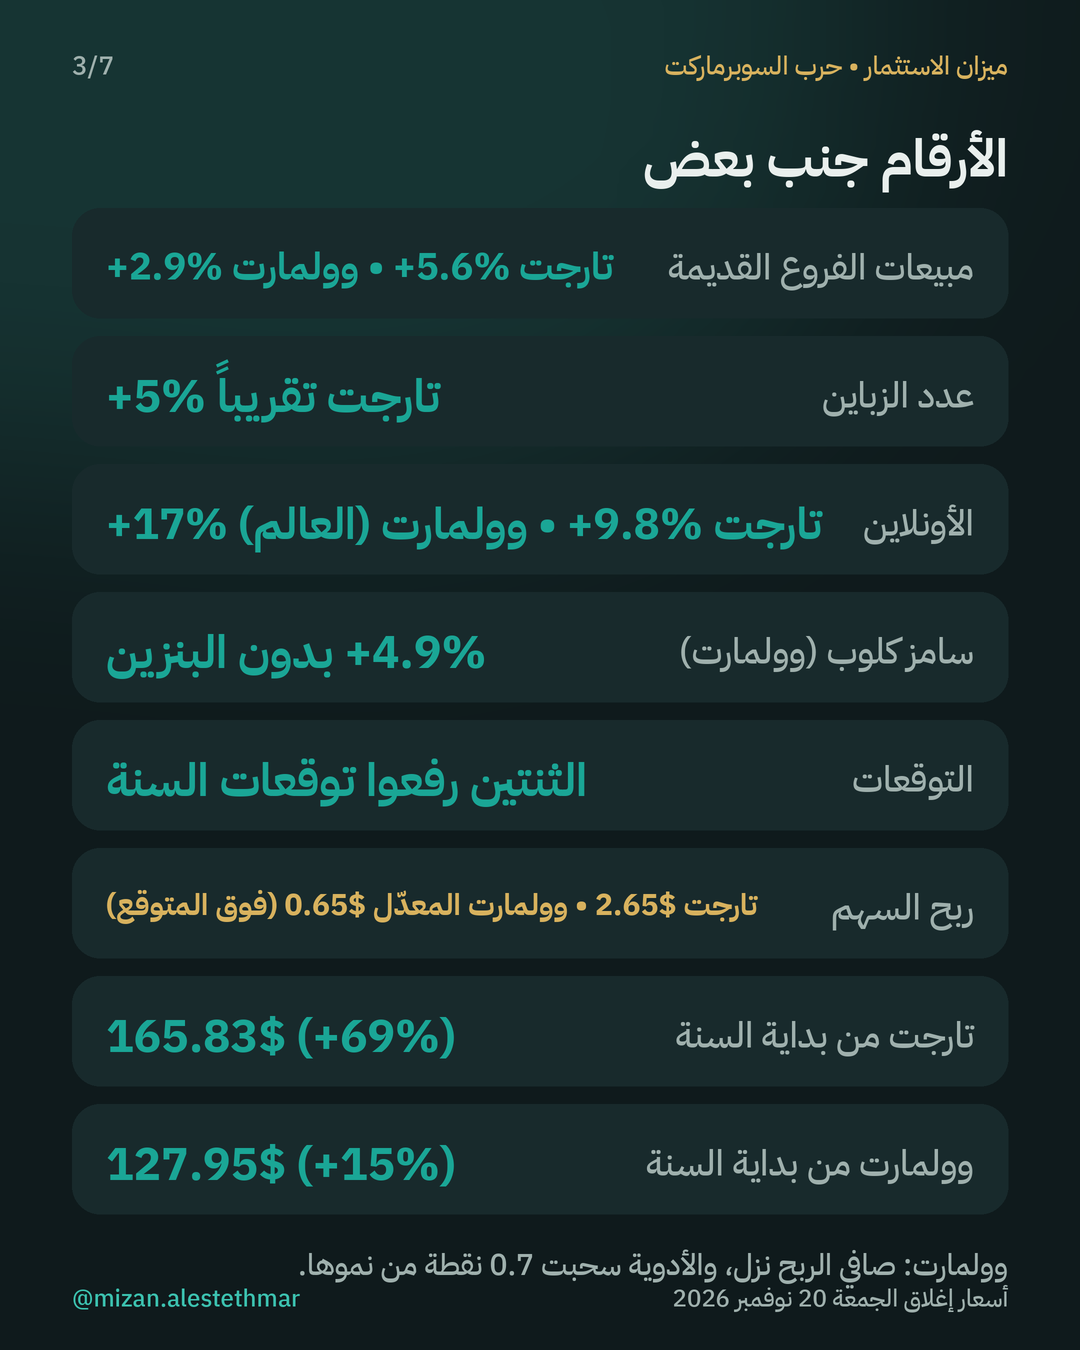 ميزان الاستثمار • حرب السوبرماركت
3/7
الأرقام جنب بعض
مبيعات الفروع القديمة تارجت +5.6% • وولمارت +2.9%
عدد الزباين تارجت تقريباً +5%
الأونلاين تارجت +9.8% • وولمارت (العالم) +17%
سامز كلوب (وولمارت) +4.9% بدون البنزين
التوقعات الثنتين رفعوا توقعات السنة
ربح السهم تارجت 2.65$ • وولمارت المعدّل 0.65$ (فوق المتوقع)
تارجت من بداية السنة 165.83$ (+69%)
وولمارت من بداية السنة 127.95$ (+15%)
وولمارت: صافي الربح نزل، والأدوية سحبت 0.7 نقطة من نموها.
أسعار إغلاق الجمعة 20 نوفمبر 2026
@mizan.alestethmar